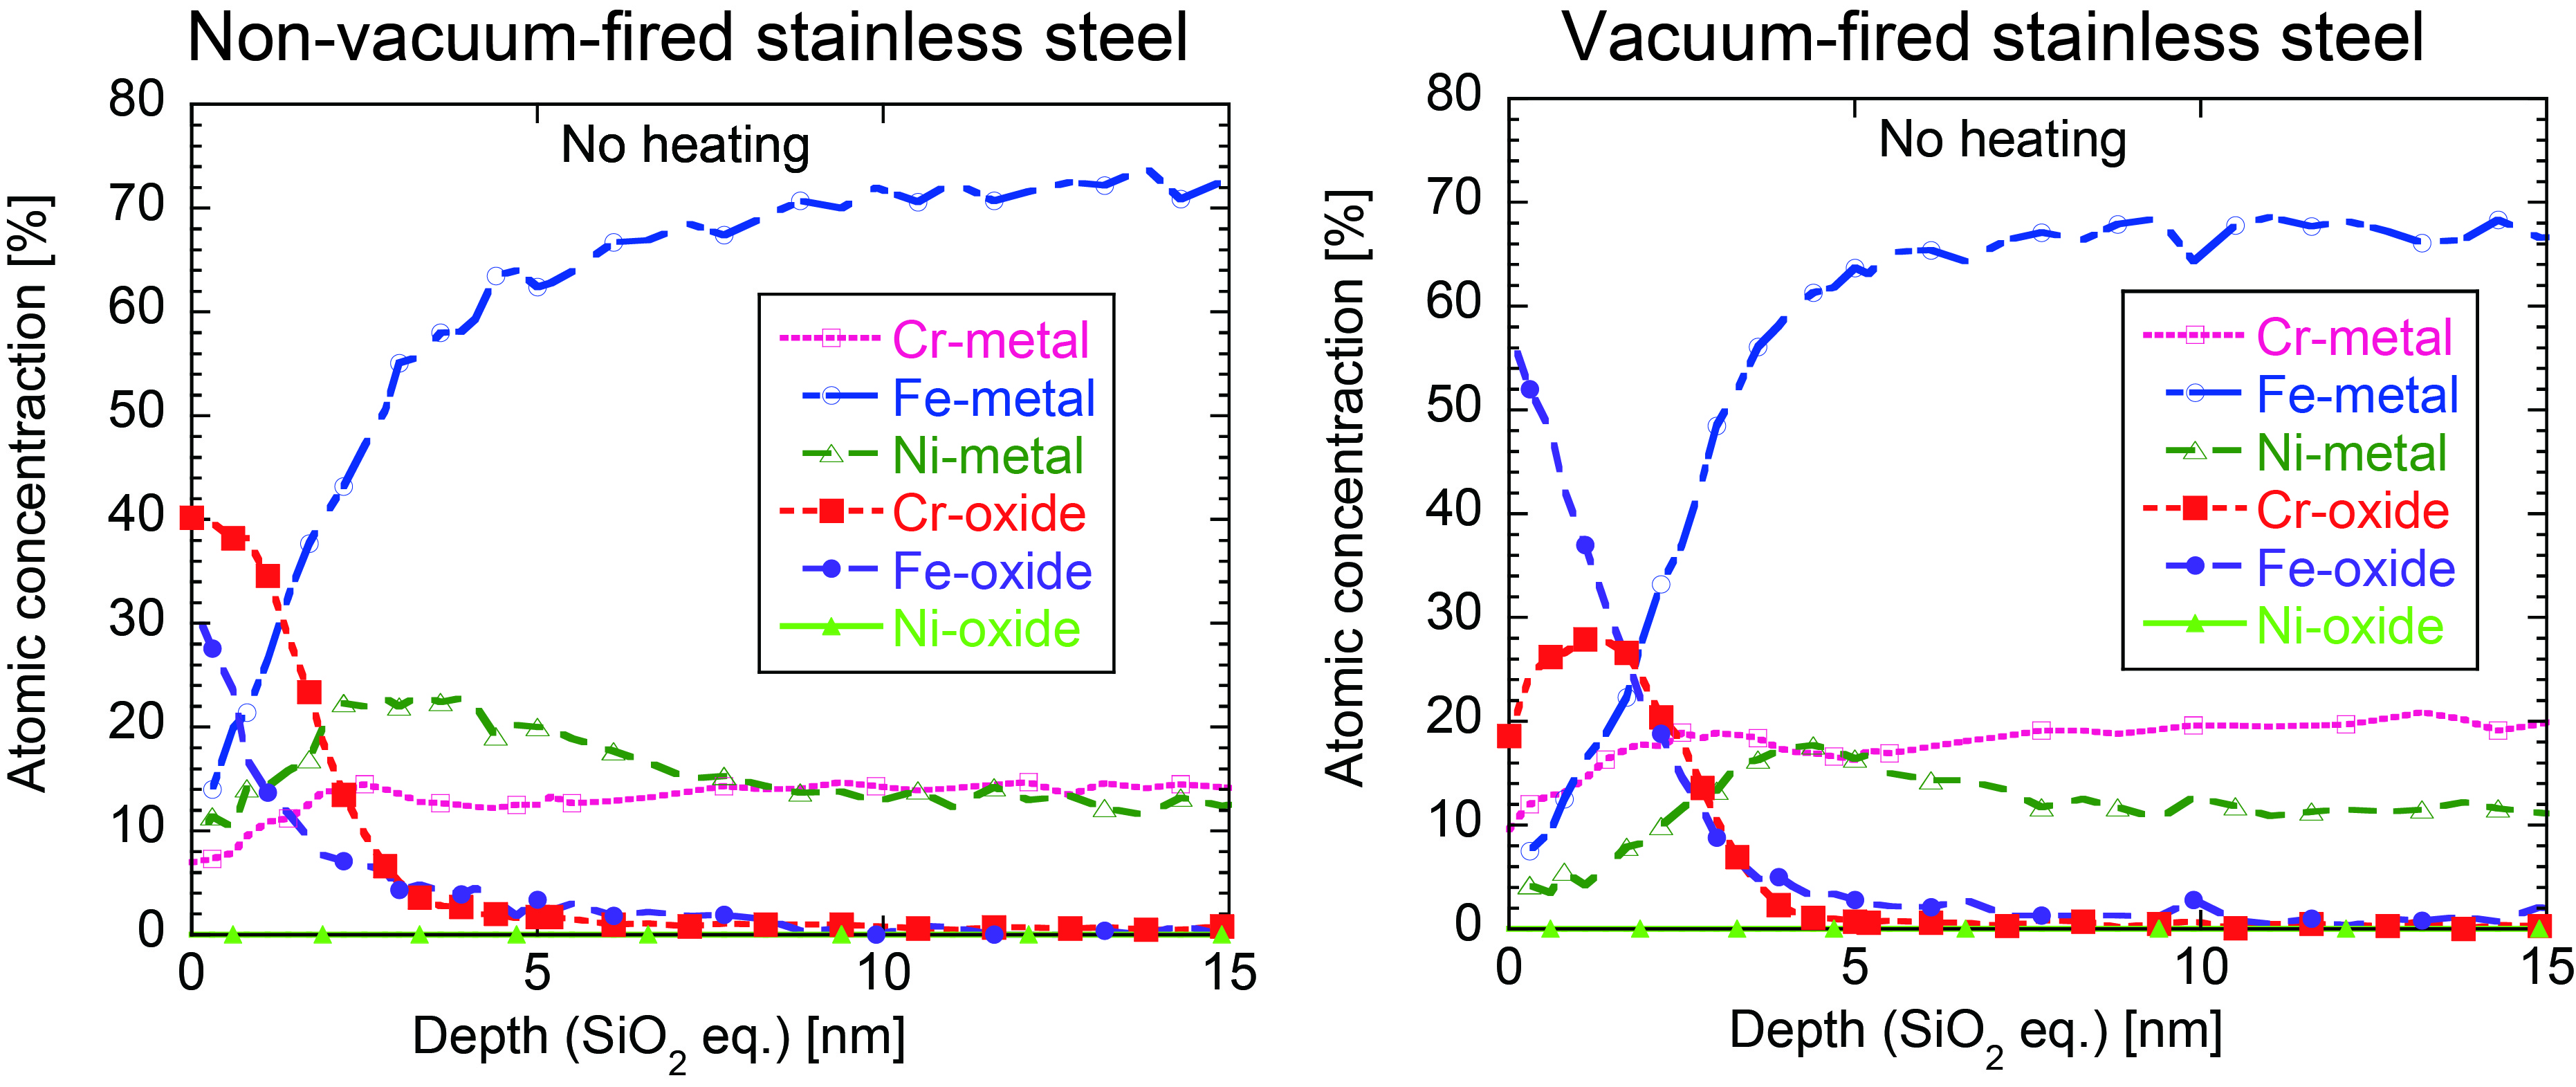 Non-vacuum-fired stainless steel
80
70
60
50
40
30
20
10
0
0 5 10 15
Atomic concentraction [%]
Depth (SiO2 eq.) [nm]
No heating
Cr-metal
Fe-metal
Ni-metal
Cr-oxide
Fe-oxide
Ni-oxide
Vacuum-fired stainless steel
80
70
60
50
40
30
20
10
0
0 5 10 15
Atomic concentraction [%]
Depth (SiO2 eq.) [nm]
No heating
Cr-metal
Fe-metal
Ni-metal
Cr-oxide
Fe-oxide
Ni-oxide